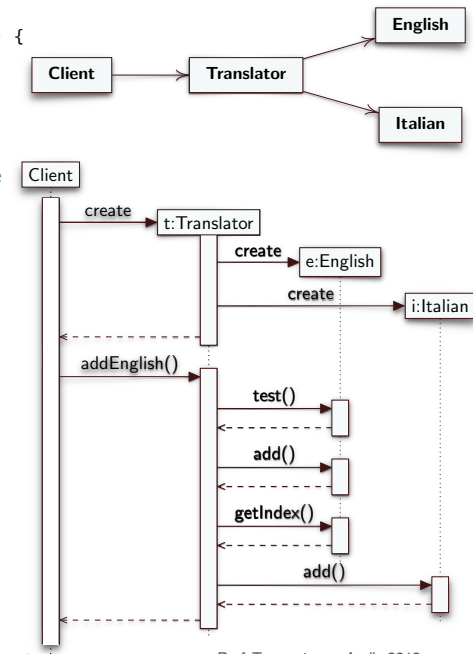 {
English
Client
Translator
Italian
Client
create
t:Translator
create
e:English
create
i:Italian
addEnglish()
test()
add()
getIndex()
add()